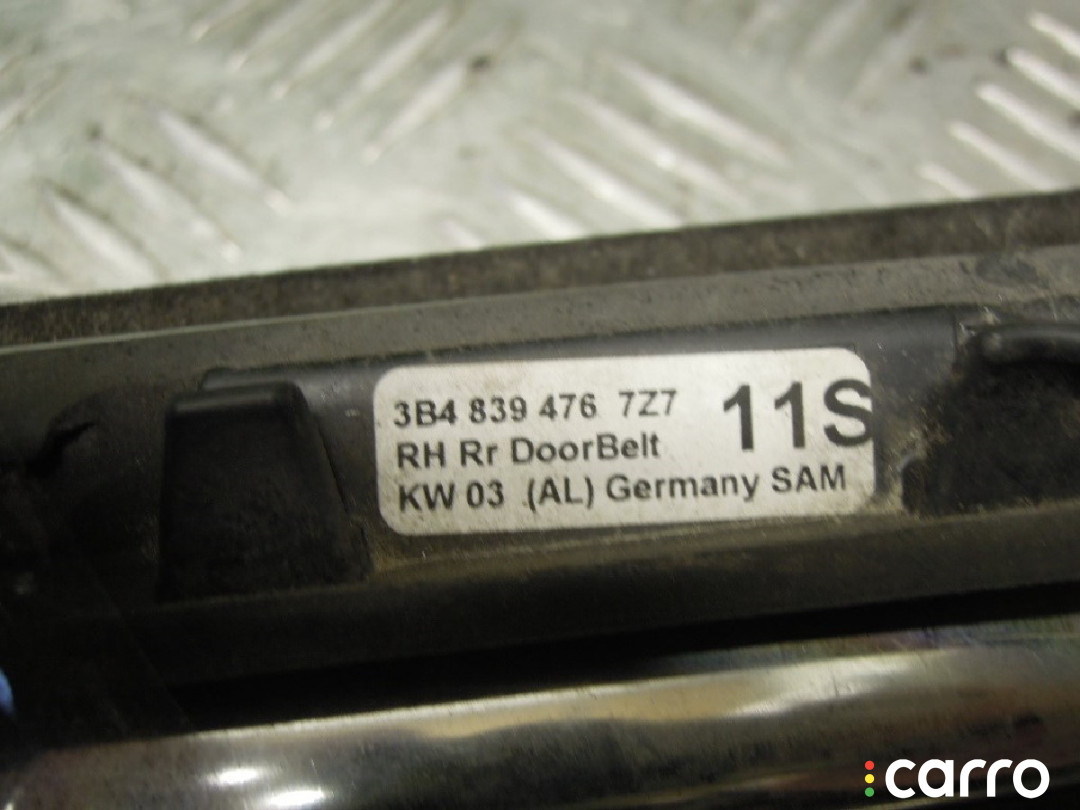 3B4 839 476 7Z7 11S
RH Rr DoorBelt
KW 03 (AL) Germany SAM
carro